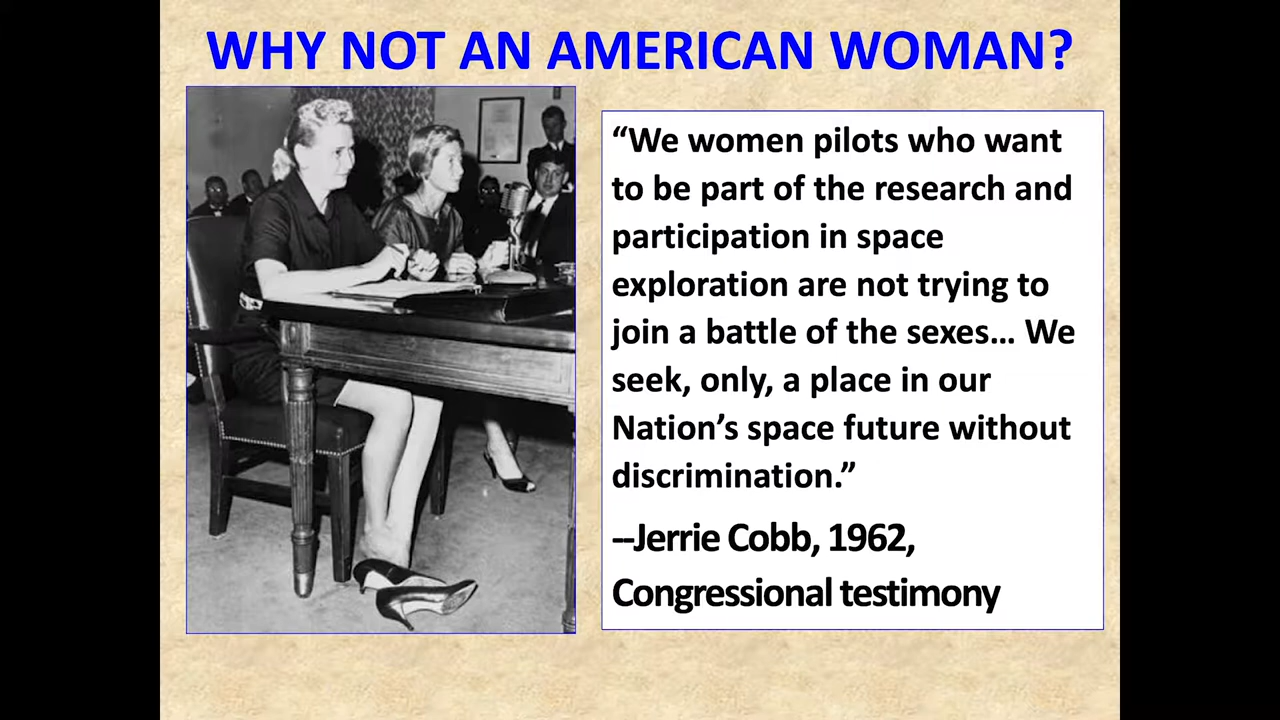 WHY NOT AN AMERICAN WOMAN?
“We women pilots who want
to be part of the research and
participation in space
exploration are not trying to
join a battle of the sexes… We
seek, only, a place in our
Nation’s space future without
discrimination.”
--Jerrie Cobb, 1962,
Congressional testimony